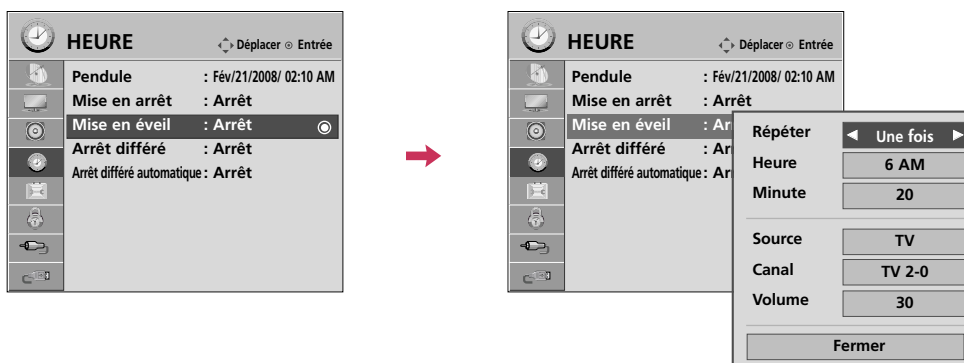 HEURE Déplacer Entrée
Pendule : Fév/21/2008/ 02:10 AM
Mise en arrêt : Arrêt
Mise en éveil : Arrêt
Arrêt différé : Arrêt
Arrêt différé automatique : Arrêt
HEURE Déplacer Entrée
Pendule : Fév/21/2008/ 02:10 AM
Mise en arrêt : Arrêt
Mise en éveil : Ar
Arrêt différé : Ar
Arrêt différé automatique : Ar
Répéter Une fois
Heure 6 AM
Minute 20
Source TV
Canal TV 2-0
Volume 30
Fermer